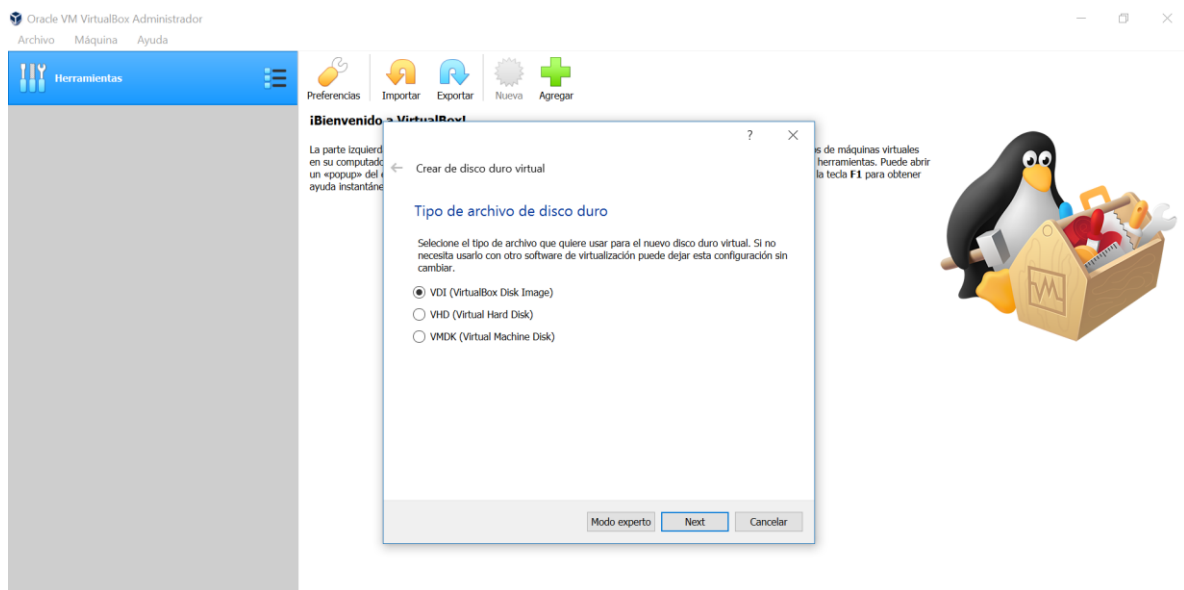 Oracle VM VirtualBox Administrador
Archivo Máquina Ayuda
Herramientas
Preferencias Importar Exportar Nueva Agregar
¡Bienvenido a VirtualBox!
La parte izquierd
en su computado
un «popup» del
ayuda instantáne
s de máquinas virtuales
herramientas. Puede abrir
la tecla F1 para obtener
?
Crear de disco duro virtual
Tipo de archivo de disco duro
Selecione el tipo de archivo que quiere usar para el nuevo disco duro virtual. Si no
necesita usarlo con otro software de virtualización puede dejar esta configuración sin
cambiar.
VDI (VirtualBox Disk Image)
VHD (Virtual Hard Disk)
VMDK (Virtual Machine Disk)
Modo experto Next Cancelar